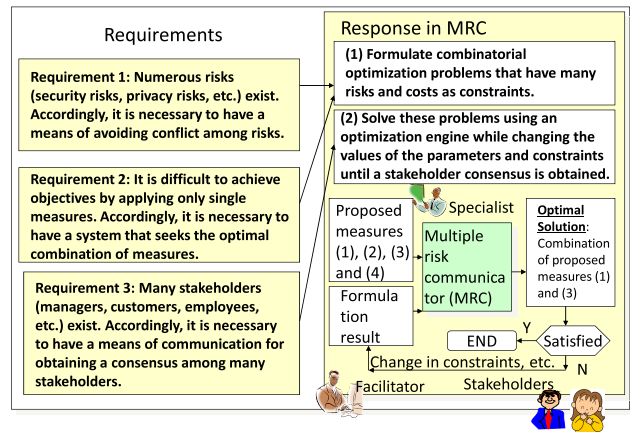 Requirements
Requirement 1: Numerous risks
(security risks, privacy risks, etc.) exist.
Accordingly, it is necessary to have a
means of avoiding conflict among risks.
Requirement 2: It is difficult to achieve
objectives by applying only single
measures. Accordingly, it is necessary to
have a system that seeks the optimal
combination of measures.
Requirement 3: Many stakeholders
(managers, customers, employees,
etc.) exist. Accordingly, it is necessary
to have a means of communication for
obtaining a consensus among many
stakeholders.
Response in MRC
(1) Formulate combinatorial
optimization problems that have many
risks and costs as constraints.
(2) Solve these problems using an
optimization engine while changing the
values of the parameters and constraints
until a stakeholder consensus is obtained.
Specialist
Proposed
measures
(1), (2), (3)
and (4)
Multiple
risk
communica
tor (MRC)
Optimal
Solution:
Combination
of proposed
measures (1)
and (3)
Formula
tion
result
END
Y
Satisfied
N
Change in constraints, etc.
Facilitator
Stakeholders